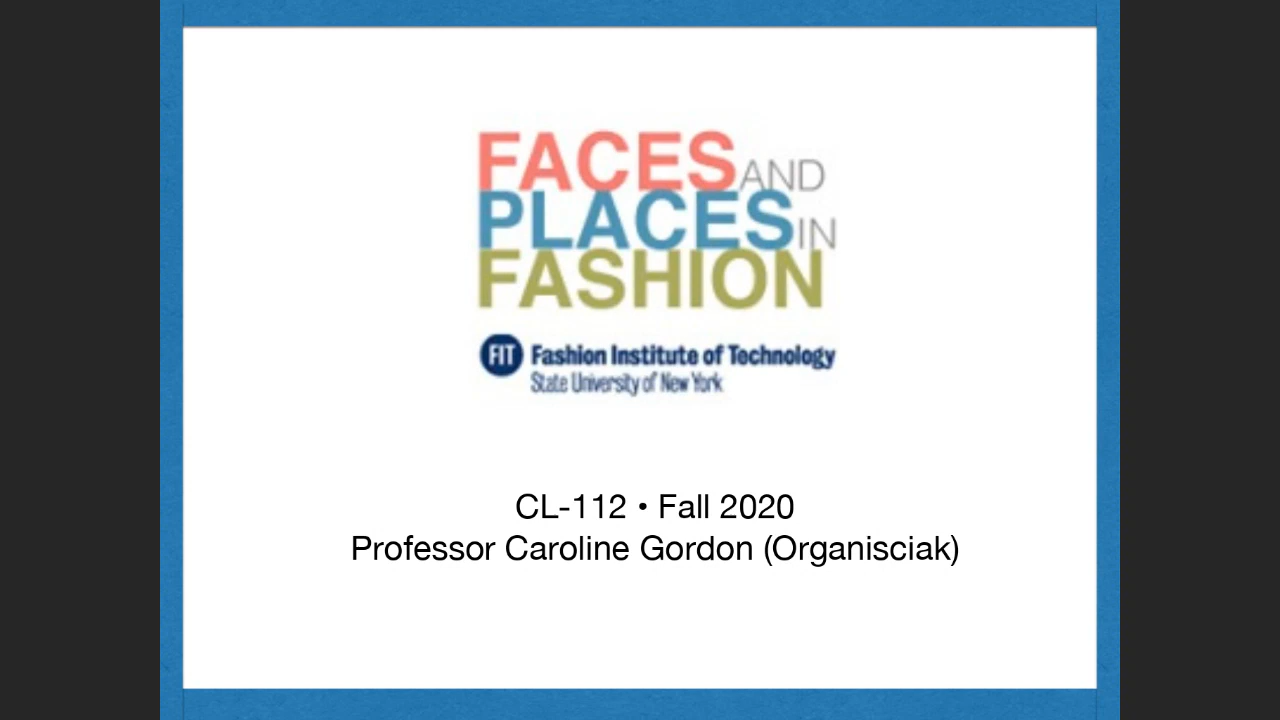 FACES AND
PLACES IN
FASHION
FIT Fashion Institute of Technology
State University of New York
CL-112 • Fall 2020
Professor Caroline Gordon (Organisciak)